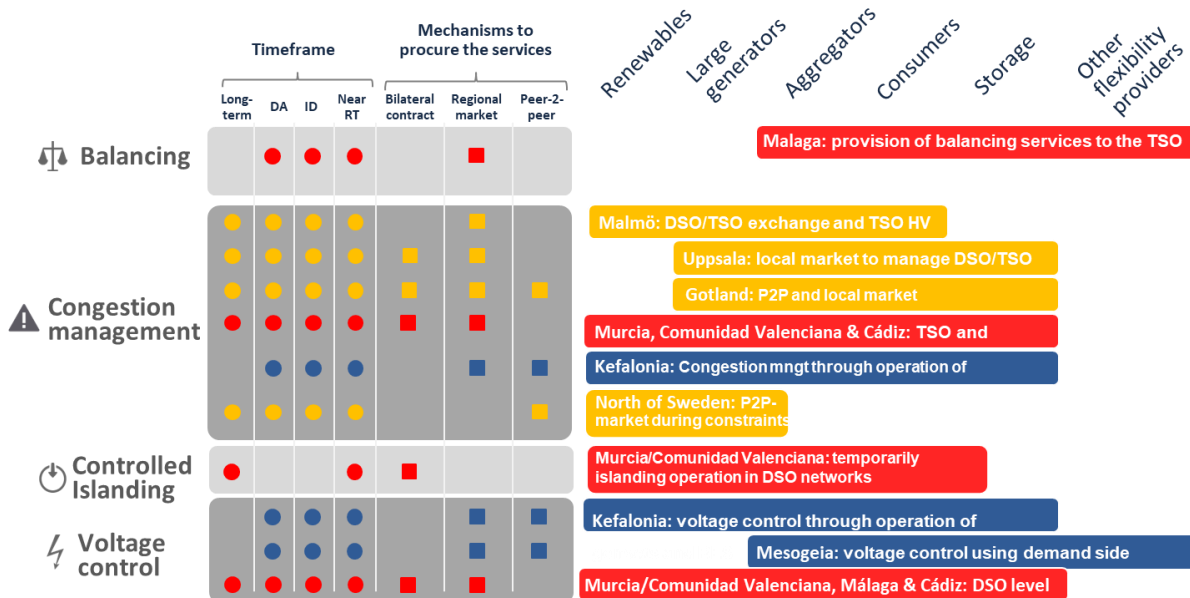 Timeframe
Mechanisms to
procure the services
Renewables
Large
generators
Aggregators
Consumers
Storage
Other
flexibility
providers
Long-
term
DA
ID
Near
RT
Bilateral
contract
Regional
market
Peer-2-
peer
Balancing
Malaga: provision of balancing services to the TSO
Congestion
management
Malmö: DSO/TSO exchange and TSO HV
Uppsala: local market to manage DSO/TSO
Gotland: P2P and local market
Murcia, Comunidad Valenciana & Cádiz: TSO and
Kefalonia: Congestion mngt through operation of
North of Sweden: P2P-
market during constraints
Controlled
Islanding
Murcia/Comunidad Valenciana: temporarily
islanding operation in DSO networks
Voltage
control
Kefalonia: voltage control through operation of
Mesogeia: voltage control using demand side
Murcia/Comunidad Valenciana, Málaga & Cádiz: DSO level